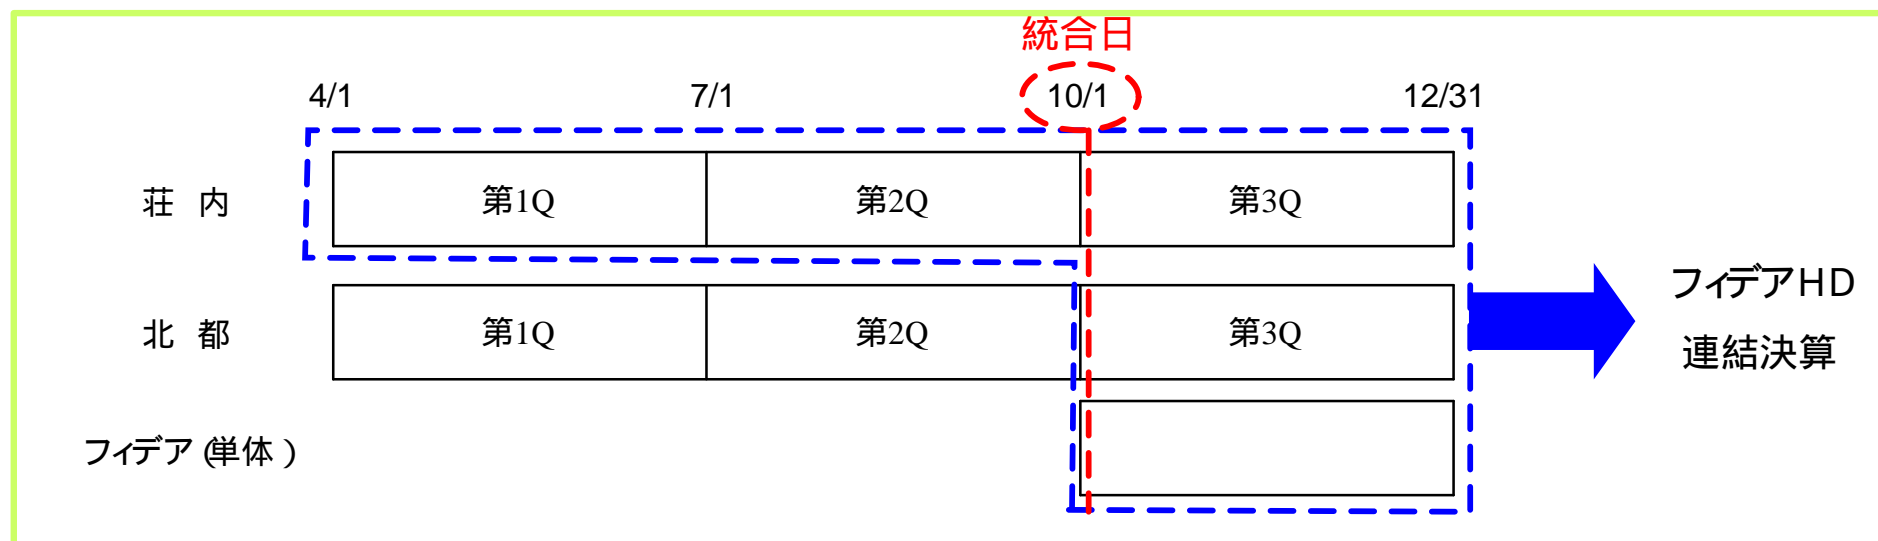 統合日
4/1 7/1 10/1 12/31
荘 内 第1Q 第2Q 第3Q
北 都 第1Q 第2Q 第3Q
フィデア(単体)
フィデアHD
連結決算